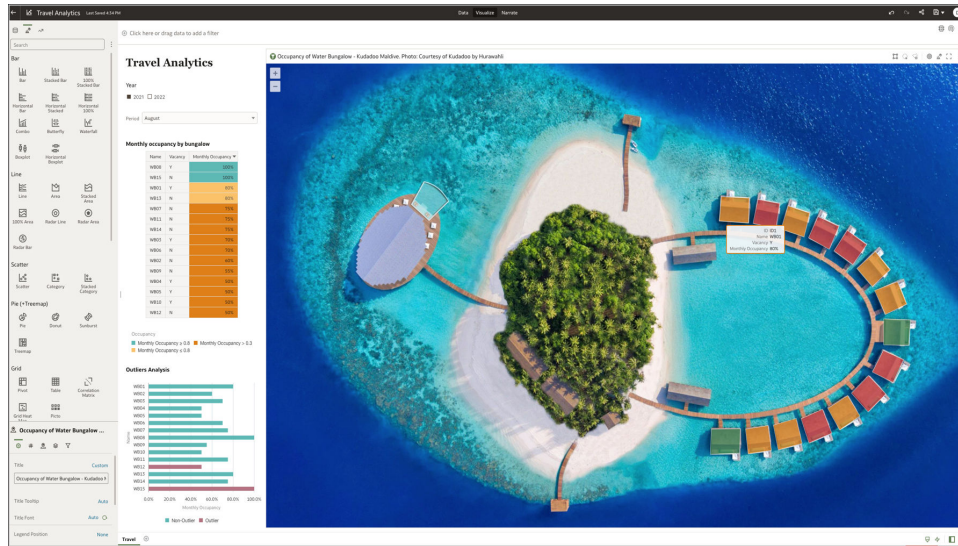 Travel Analytics Last Saved 4:54 PM
Data Visualize Narrate
Search
Click here or drag data to add a filter
Bar
Bar Stacked Bar 100% Stacked Bar
Horizontal Bar Horizontal Stacked Horizontal 100%
Combo Butterfly Waterfall
Boxplot Horizontal Boxplot
Line
Line Area Stacked Area
100% Area Radar Line Radar Area
Radar Bar
Scatter
Scatter Category Stacked Category
Pie (+Treemap)
Pie Donut Sunburst
Treemap
Grid
Pivot Table Correlation Matrix
Grid Heat Map Picto
Occupancy of Water Bungalow ...
Title Custom
Occupancy of Water Bungalow - Kudadoo M
Title Tooltip Auto
Title Font Auto
Legend Position None
Travel Analytics
Year
2021 2022
Period August
Monthly occupancy by bungalow
Name Vacancy Monthly Occupancy
WB08 Y 100%
WB15 N 100%
WB01 Y 80%
WB13 N 80%
WB07 N 75%
WB11 N 75%
WB14 N 75%
WB03 Y 70%
WB06 N 70%
WB02 N 60%
WB09 N 55%
WB04 Y 50%
WB05 Y 50%
WB10 Y 50%
WB12 N 50%
Occupancy
Monthly Occupancy ≥ 0.8 Monthly Occupancy > 0.3
Monthly Occupancy ≥ 0.6
Outliers Analysis
Name
WB01
WB02
WB03
WB04
WB05
WB06
WB07
WB08
WB09
WB10
WB11
WB12
WB13
WB14
WB15
0.0% 20.0% 40.0% 60.0% 80.0% 100.0%
Monthly Occupancy
Non-Outlier Outlier
Travel
Occupancy of Water Bungalow - Kudadoo Maldive. Photo: Courtesy of Kudadoo by Hurawahli
ID ID1
Name WB01
Vacancy Y
Monthly Occupancy 80%